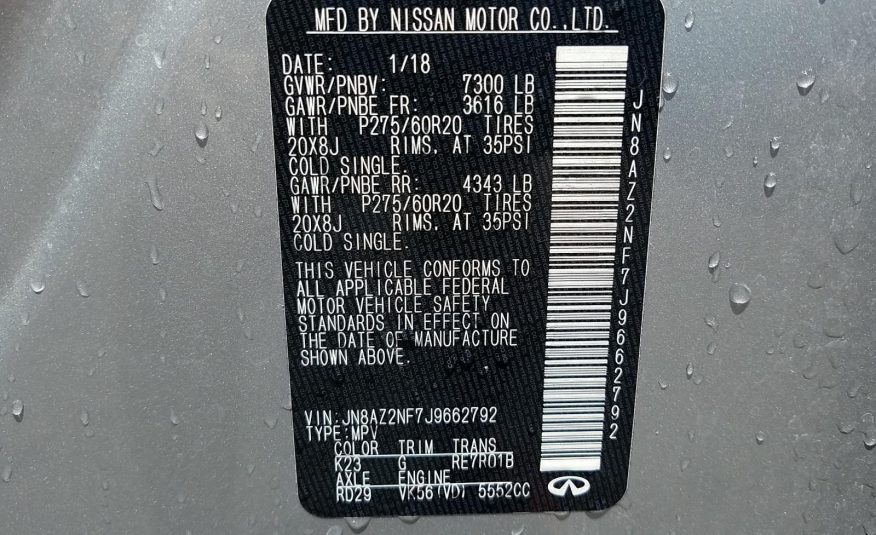 MFD BY NISSAN MOTOR CO.,LTD.
DATE: 1/18
GVWR/PNBV: 7300 LB
GAWR/PNBE FR: 3616 LB
WITH P275/60R20 TIRES
20X8J RIMS, AT 35PSI
COLD SINGLE.
GAWR/PNBE RR: 4343 LB
WITH P275/60R20 TIRES
20X8J RIMS, AT 35PSI
COLD SINGLE.
THIS VEHICLE CONFORMS TO
ALL APPLICABLE FEDERAL
MOTOR VEHICLE SAFETY
STANDARDS IN EFFECT ON
THE DATE OF MANUFACTURE
SHOWN ABOVE.
VIN:JN8AZ2NF7J9662792
TYPE:MPV
COLOR TRIM TRANS
K23 G RE7R01B
AXLE ENGINE
RD29 VK56(VD) 5552CC
JN8AZ2NF7J9662792